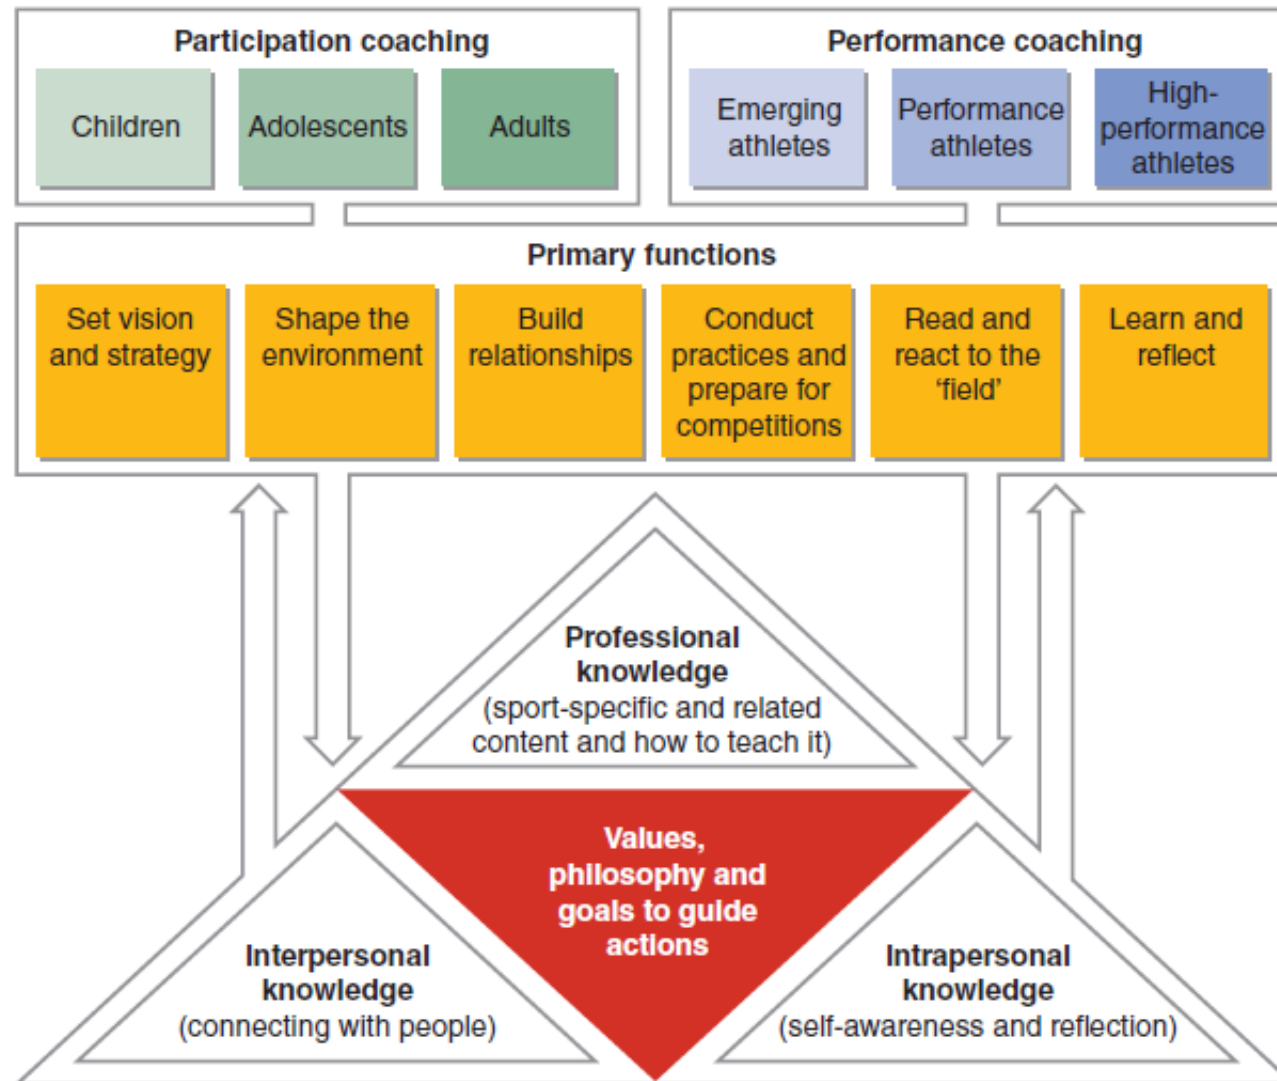 Participation coaching
Children
Adolescents
Adults
Performance coaching
Emerging
athletes
Performance
athletes
High-
performance
athletes
Primary functions
Set vision
and strategy
Shape the
environment
Build
relationships
Conduct
practices and
prepare for
competitions
Read and
react to the
‘field’
Learn and
reflect
Professional
knowledge
(sport-specific and related
content and how to teach it)
Values,
philosophy and
goals to guide
actions
Interpersonal
knowledge
(connecting with people)
Intrapersonal
knowledge
(self-awareness and reflection)